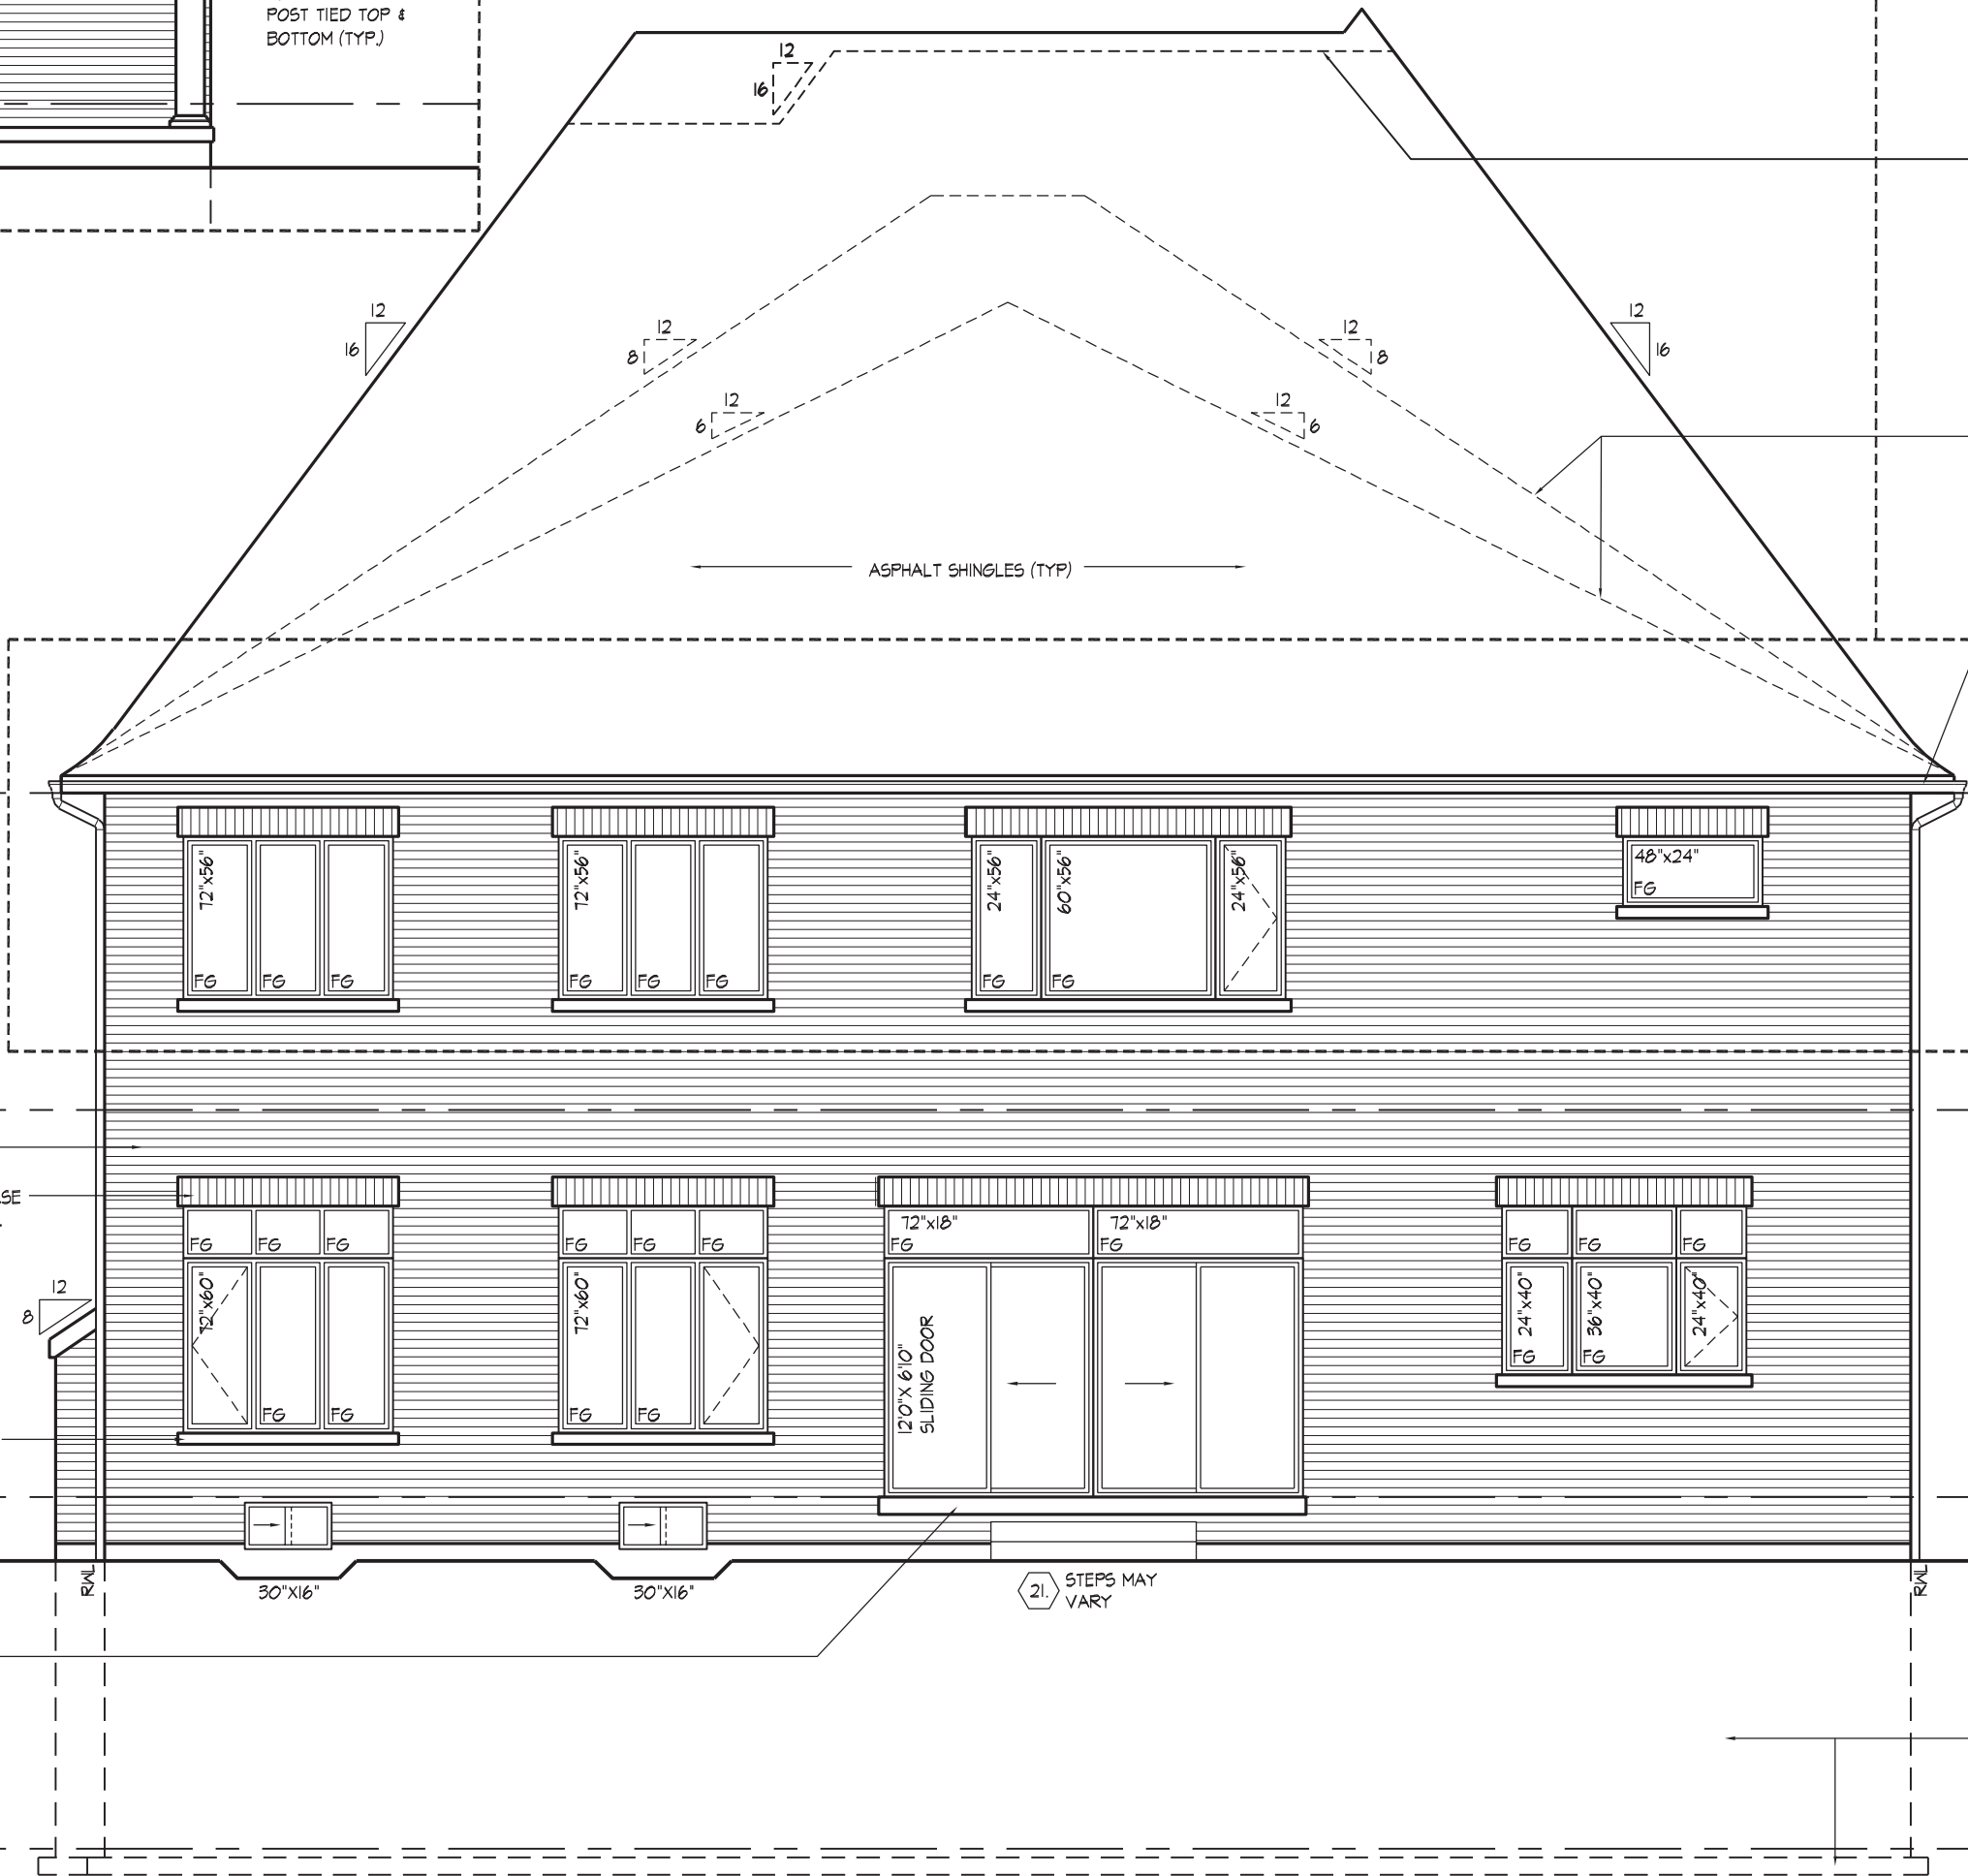 POST TIED TOP &
BOTTOM (TYP.)
12
16
12
16
12
8
12
8
12
16
12
6
12
6
ASPHALT SHINGLES (TYP)
72"x56"
FG FG FG
72"x56"
FG FG FG
24"x56"
60"x56"
24"x56"
FG FG
48"x24"
FG
SE
FG FG FG
72"x60"
FG FG
FG FG FG
72"x60"
FG FG
72"x18"
FG
72"x18"
FG
12'0"X 6'10"
SLIDING DOOR
FG FG FG
24"x40"
36"x40"
24"x40"
FG FG
12
8
RWL
30"X16"
30"X16"
21. STEPS MAY
VARY
RWL